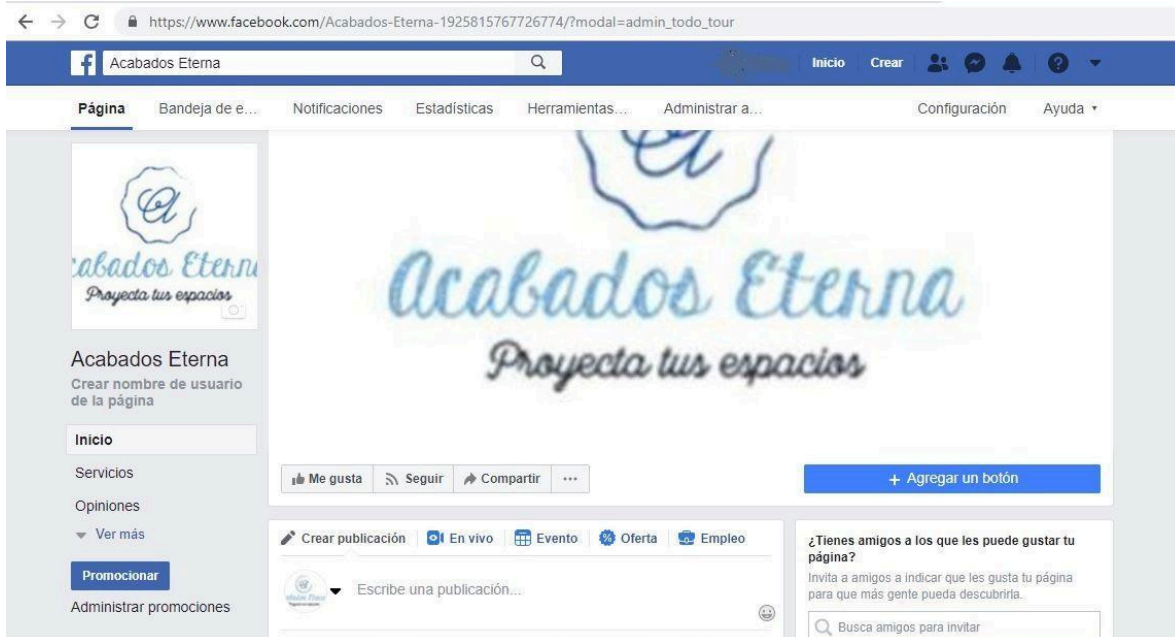 https://www.facebook.com/Acabados-Eterna-1925815767726774/?modal=admin_todo_tour
f Acabados Eterna Inicio Crear
Página Bandeja de e... Notificaciones Estadísticas Herramientas... Administrar a... Configuración Ayuda
a
cabados Eterna
Proyecta tus espacios
Acabados Eterna
Crear nombre de usuario
de la página
Inicio
Servicios
Opiniones
Ver más
Promocionar
Administrar promociones
a
Acabados Eterna
Proyecta tus espacios
Me gusta Seguir Compartir ...
+ Agregar un botón
Crear publicación En vivo Evento Oferta Empleo
Escribe una publicación...
¿Tienes amigos a los que les puede gustar tu
página?
Invita a amigos a indicar que les gusta tu página
para que más gente pueda descubrirla.
Busca amigos para invitar